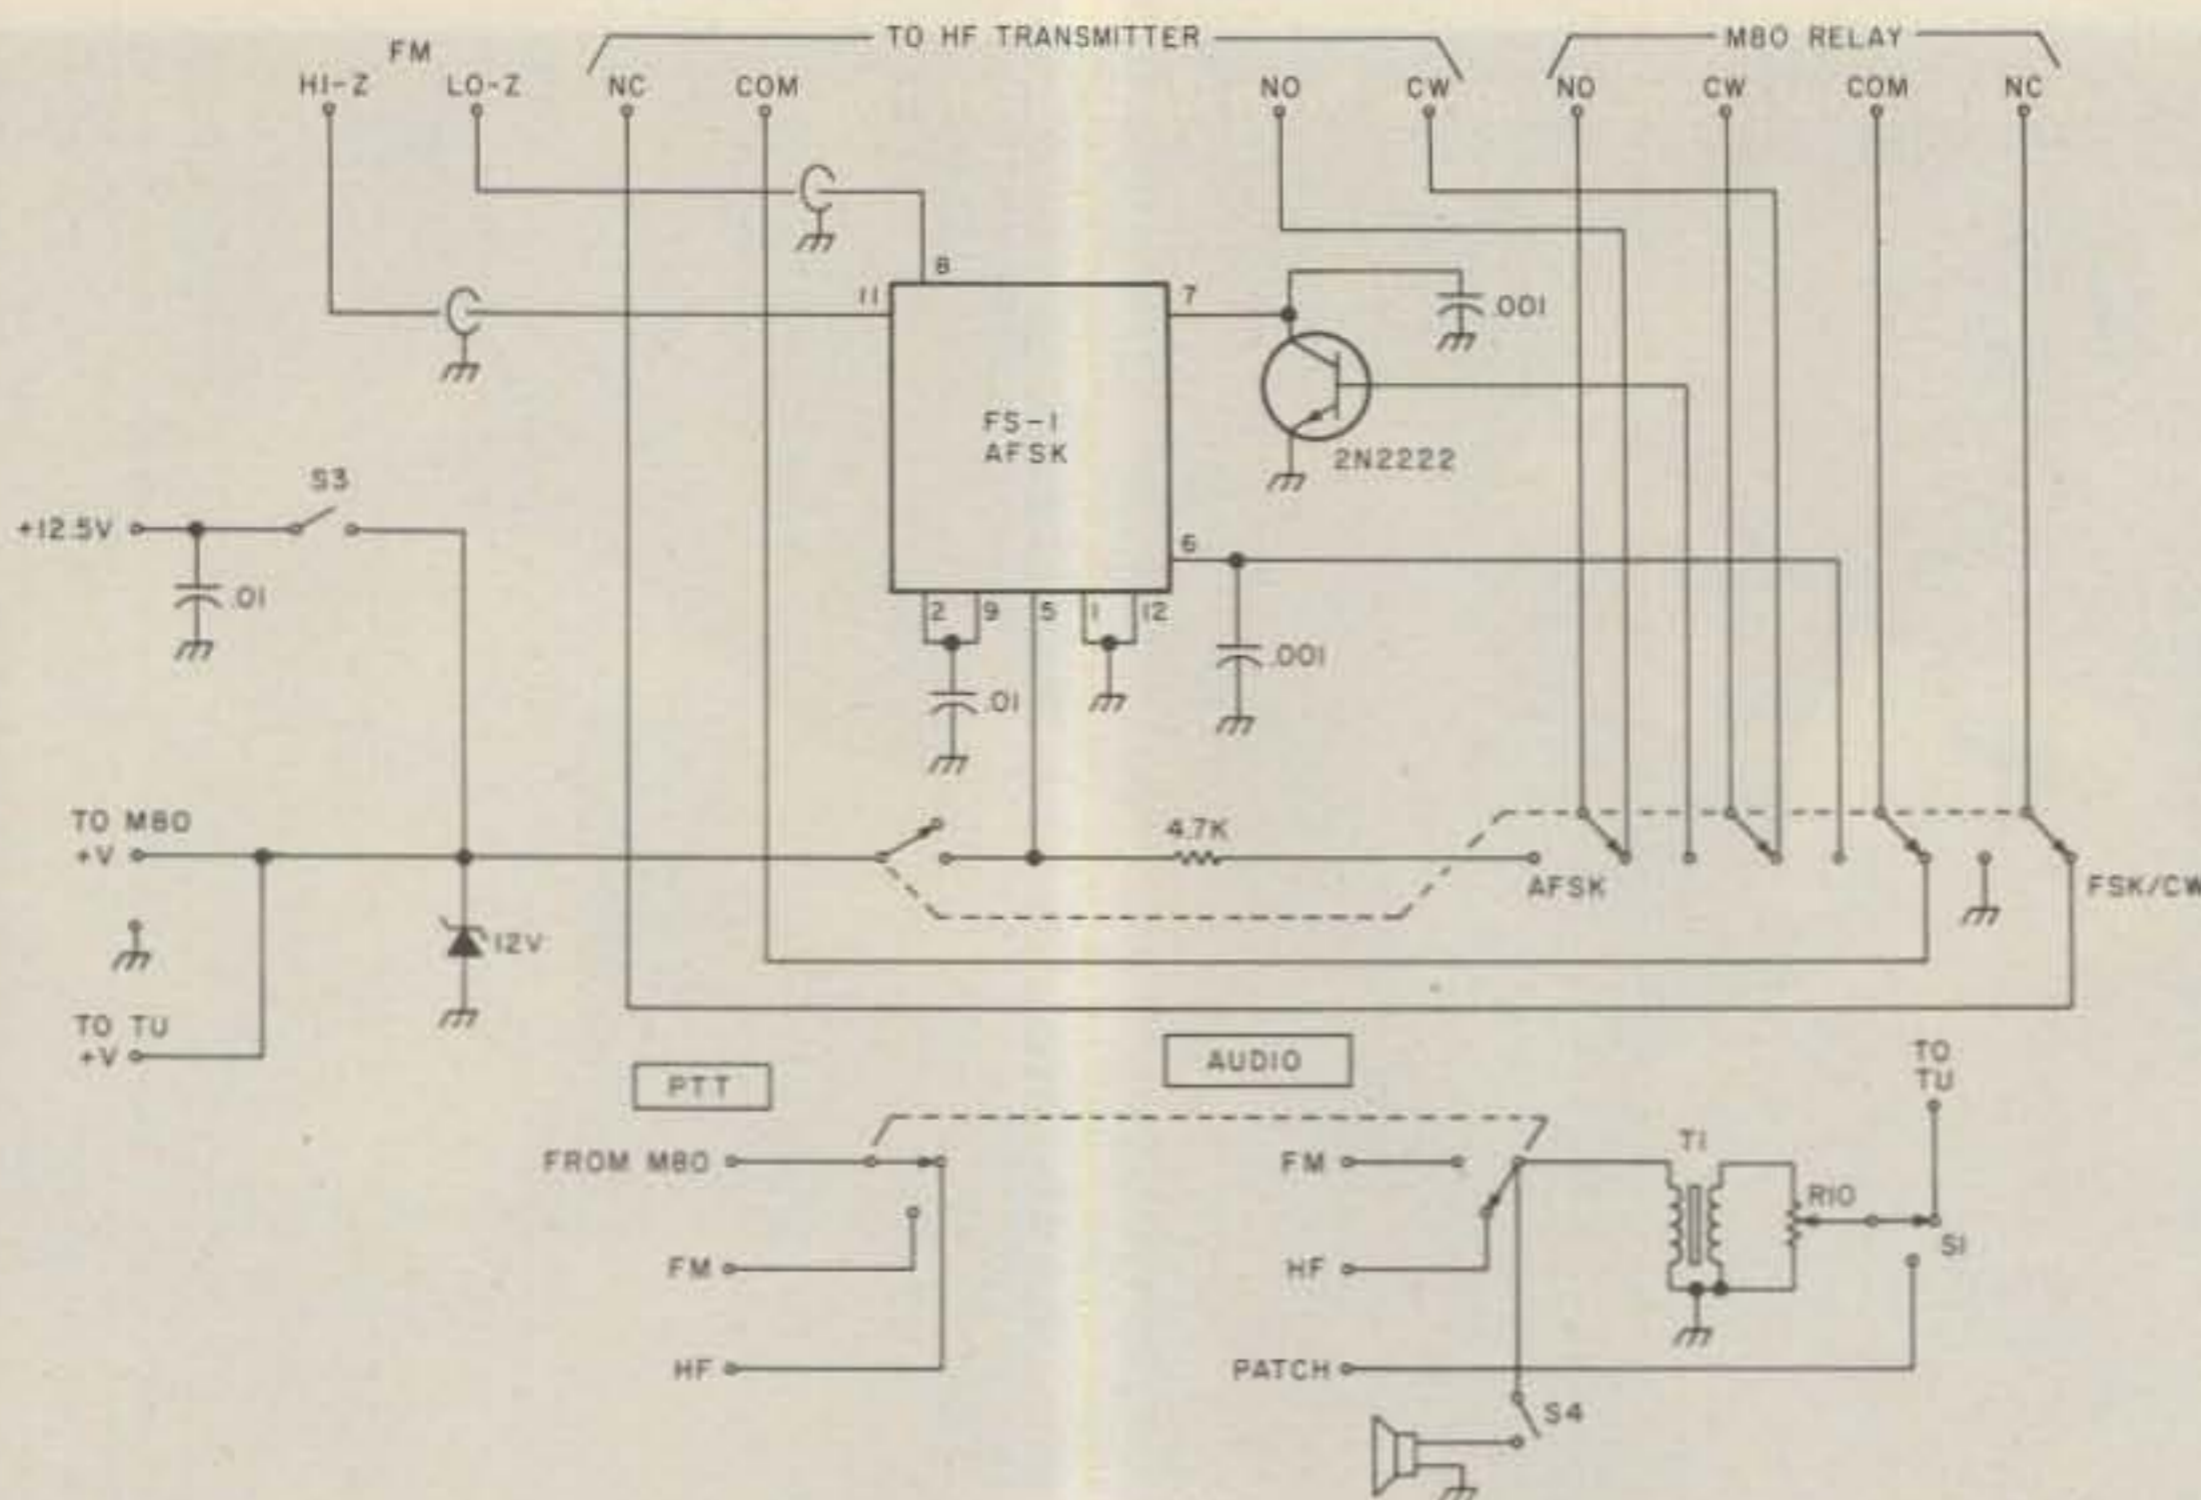 TO HF TRANSMITTER
M80 RELAY
FM
HI-Z
LO-Z
NC
COM
NO
CW
NO
CW
COM
NC
8
11
7
.001
FS-1
AFSK
2N2222
S3
+12.5V
.01
6
2
9
5
1
12
.001
.01
TO M80
+V
4.7K
AFSK
FSK/CW
12V
TO TU
+V
PTT
AUDIO
TO
TU
FROM M80
FM
T1
R10
S1
FM
HF
HF
PATCH
S4